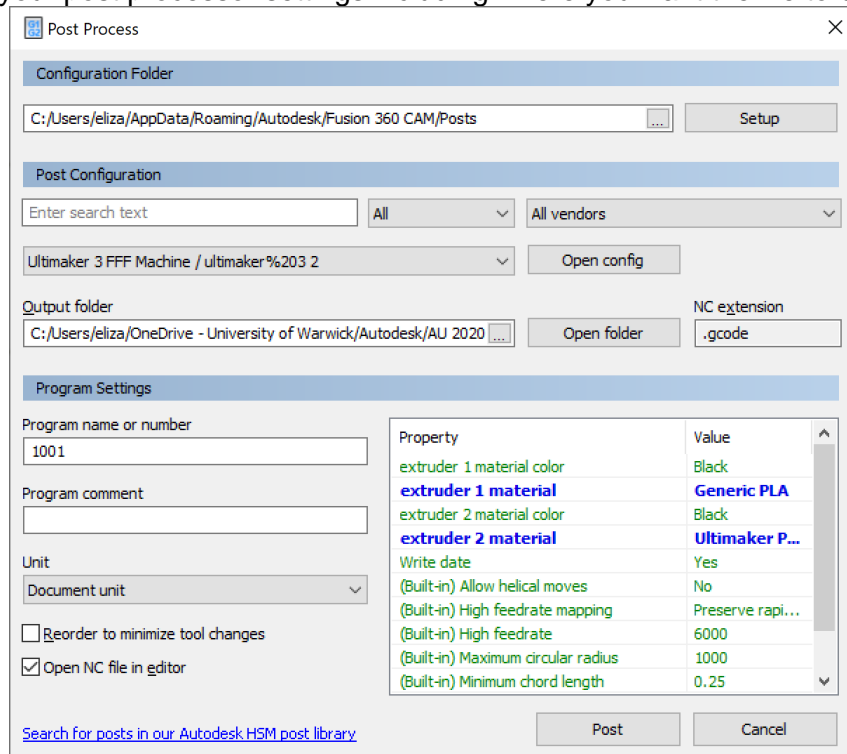 Post Process
Configuration Folder
C:/Users/eliza/AppData/Roaming/Autodesk/Fusion 360 CAM/Posts
...
Setup
Post Configuration
Enter search text
All
All vendors
Ultimaker 3 FFF Machine / ultimaker%203 2
Open config
Output folder
NC extension
C:/Users/eliza/OneDrive - University of Warwick/Autodesk/AU 2020
...
Open folder
.gcode
Program Settings
Program name or number
1001
Program comment
Unit
Document unit
Reorder to minimize tool changes
Open NC file in editor
Property Value
extruder 1 material color Black
extruder 1 material Generic PLA
extruder 2 material color Black
extruder 2 material Ultimaker P...
Write date Yes
(Built-in) Allow helical moves No
(Built-in) High feedrate mapping Preserve rapi...
(Built-in) High feedrate 6000
(Built-in) Maximum circular radius 1000
(Built-in) Minimum chord length 0.25
Search for posts in our Autodesk HSM post library
Post
Cancel